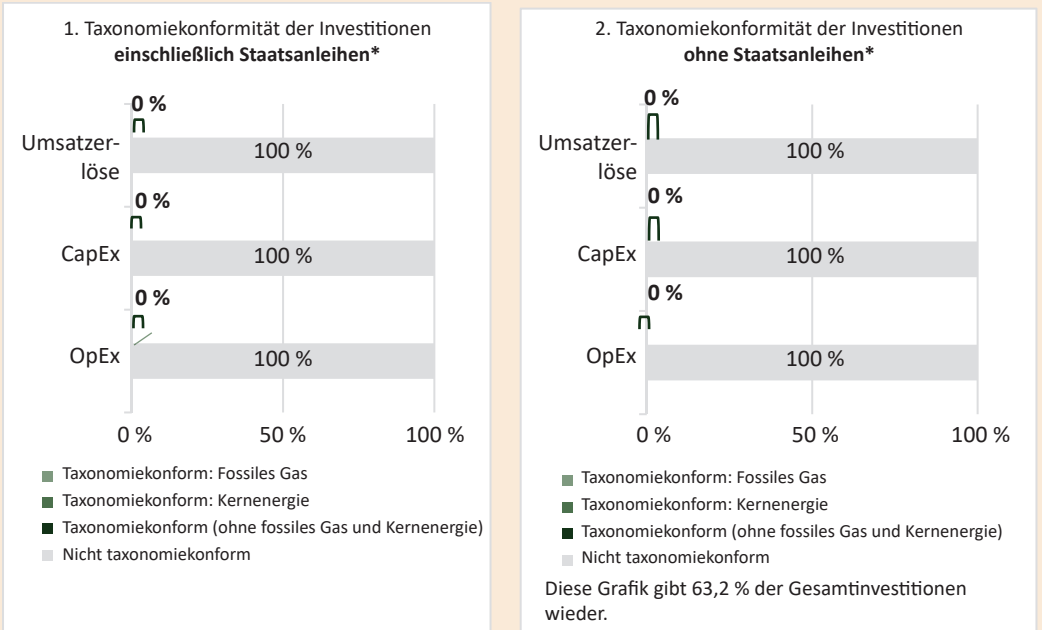 1. Taxonomiekonformität der Investitionen
einschließlich Staatsanleihen*
0 %
Umsatzer-
löse
100 %
0 %
CapEx
100 %
0 %
OpEx
100 %
0 %
50 %
100 %
Taxonomiekonform: Fossiles Gas
Taxonomiekonform: Kernenergie
Taxonomiekonform (ohne fossiles Gas und Kernenergie)
Nicht taxonomiekonform
2. Taxonomiekonformität der Investitionen
ohne Staatsanleihen*
0 %
Umsatzer-
löse
100 %
0 %
CapEx
100 %
0 %
OpEx
100 %
0 %
50 %
100 %
Taxonomiekonform: Fossiles Gas
Taxonomiekonform: Kernenergie
Taxonomiekonform (ohne fossiles Gas und Kernenergie)
Nicht taxonomiekonform
Diese Grafik gibt 63,2 % der Gesamtinvestitionen
wieder.